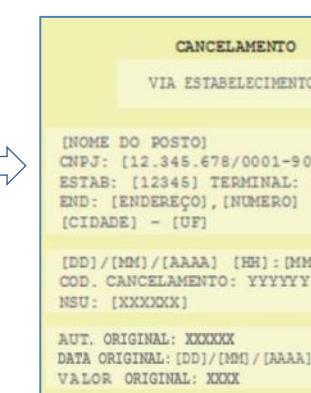 CANCELAMENTO
VIA ESTABELECIMENTO
[NOME DO POSTO]
CNPJ: [12.345.678/0001-90
ESTAB: [12345] TERMINAL:
END: [ENDEREÇO],[NUMERO]
[CIDADE] - [UF]
[DD]/[MM]/[AAAA] [HH]:[MM
COD. CANCELAMENTO: YYYYYY
NSU: [XXXXXX]
AUT. ORIGINAL: XXXXXX
DATA ORIGINAL:[DD]/[MM]/[AAAA]
VALOR ORIGINAL: XXXX